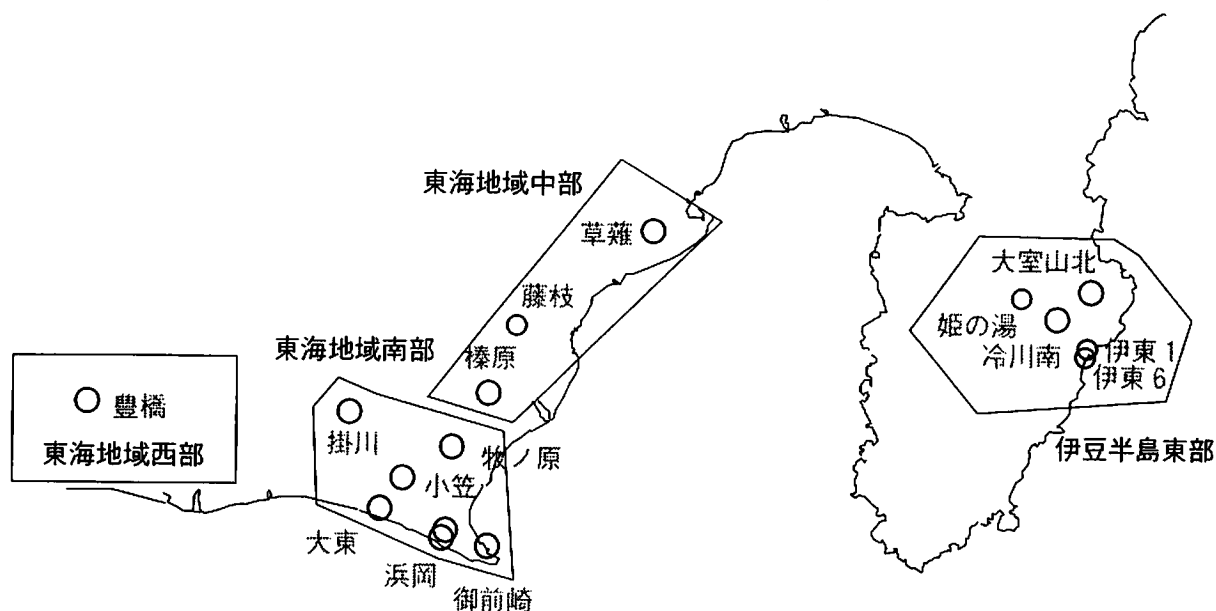 東海地域中部
草薙
藤枝
榛原
東海地域南部
掛川
牧ノ原
小笠
大東
浜岡
御前崎
豊橋
東海地域西部
大室山北
姫の湯
冷川南
伊東1
伊東6
伊豆半島東部